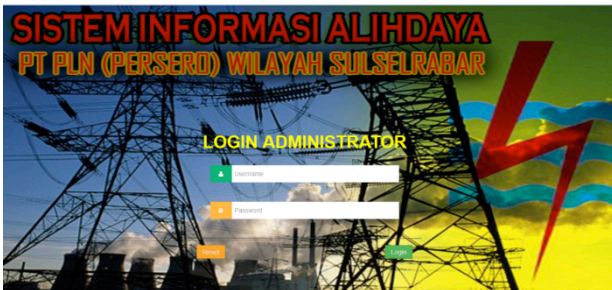 SISTEM INFORMASI ALIHDAYA
PT PLN (PERSERO) WILAYAH SULSELRABAR
LOGIN ADMINISTRATOR
Username
Password
Reset
Login